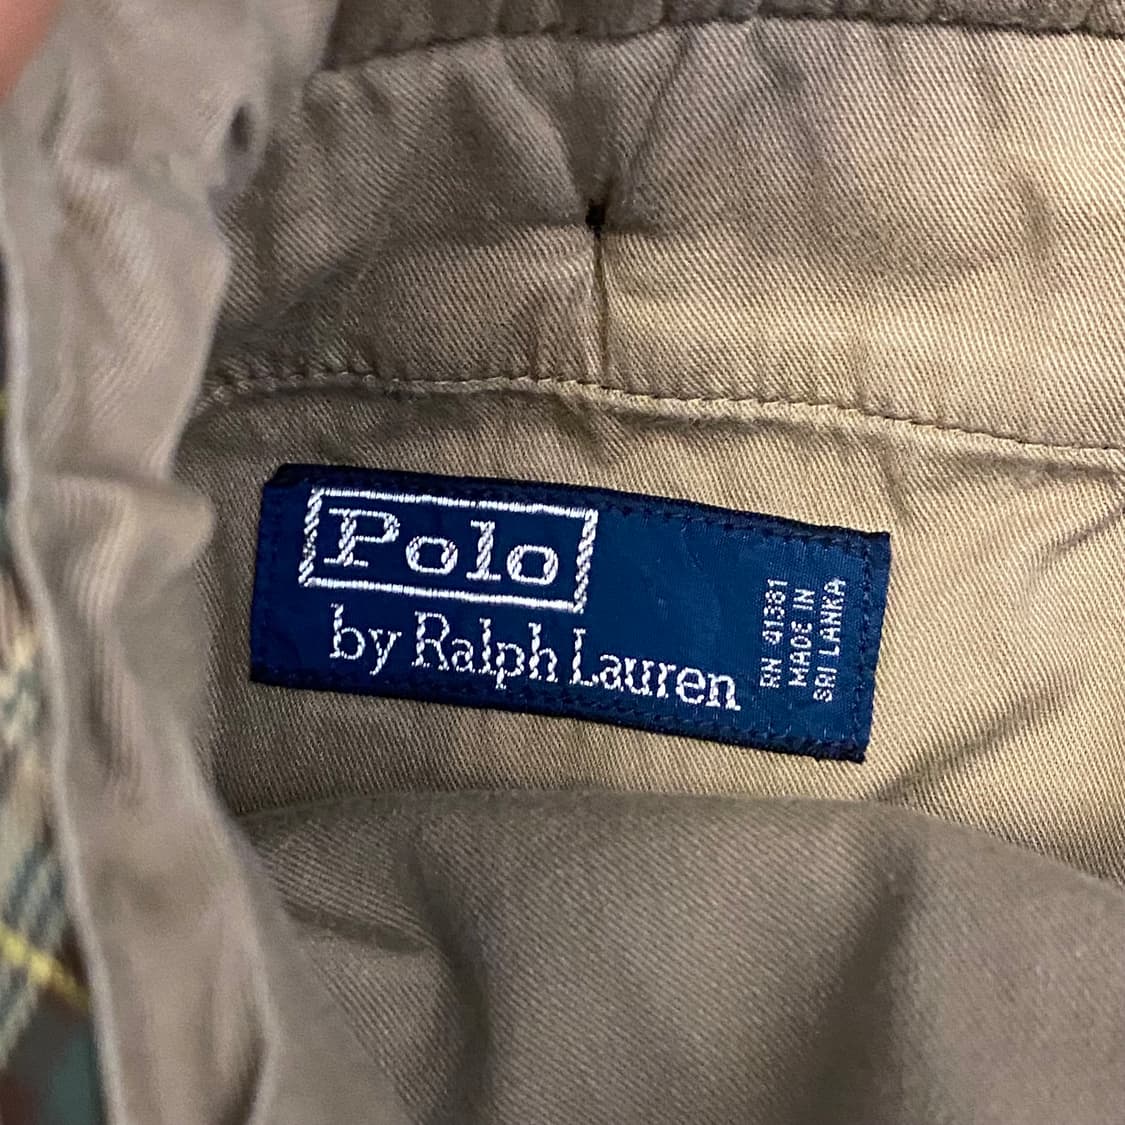 Polo
by Ralph Lauren
RN 41381
MADE IN
SRI LANKA